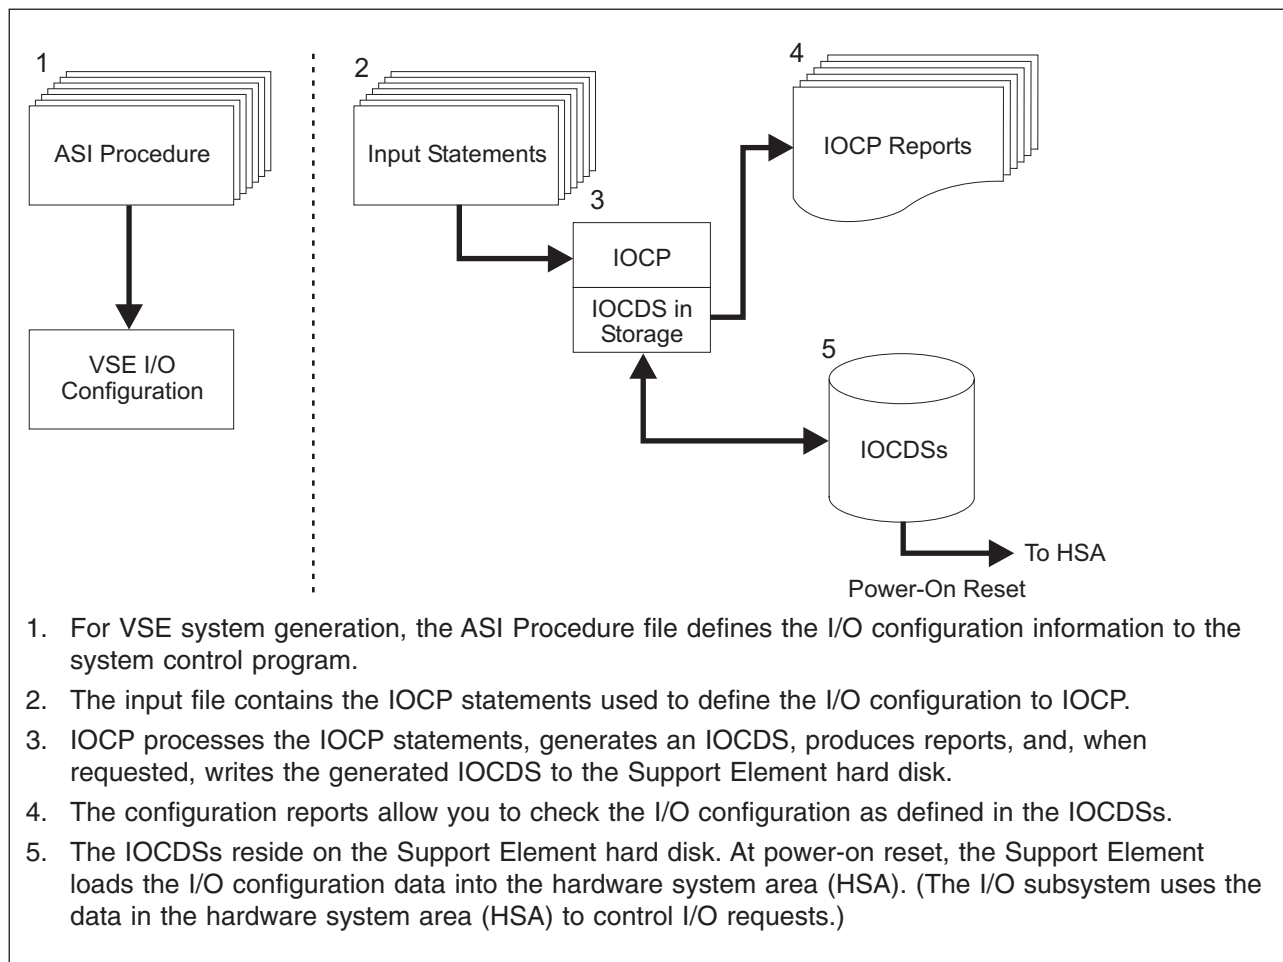 1
2
4
ASI Procedure
Input Statements
IOCP Reports
3
IOCP
IOCDS in
Storage
VSE I/O
Configuration
5
IOCDSs
To HSA
Power-On Reset
1. For VSE system generation, the ASI Procedure file defines the I/O configuration information to the
system control program.
2. The input file contains the IOCP statements used to define the I/O configuration to IOCP.
3. IOCP processes the IOCP statements, generates an IOCDS, produces reports, and, when
requested, writes the generated IOCDS to the Support Element hard disk.
4. The configuration reports allow you to check the I/O configuration as defined in the IOCDSs.
5. The IOCDSs reside on the Support Element hard disk. At power-on reset, the Support Element
loads the I/O configuration data into the hardware system area (HSA). (The I/O subsystem uses the
data in the hardware system area (HSA) to control I/O requests.)